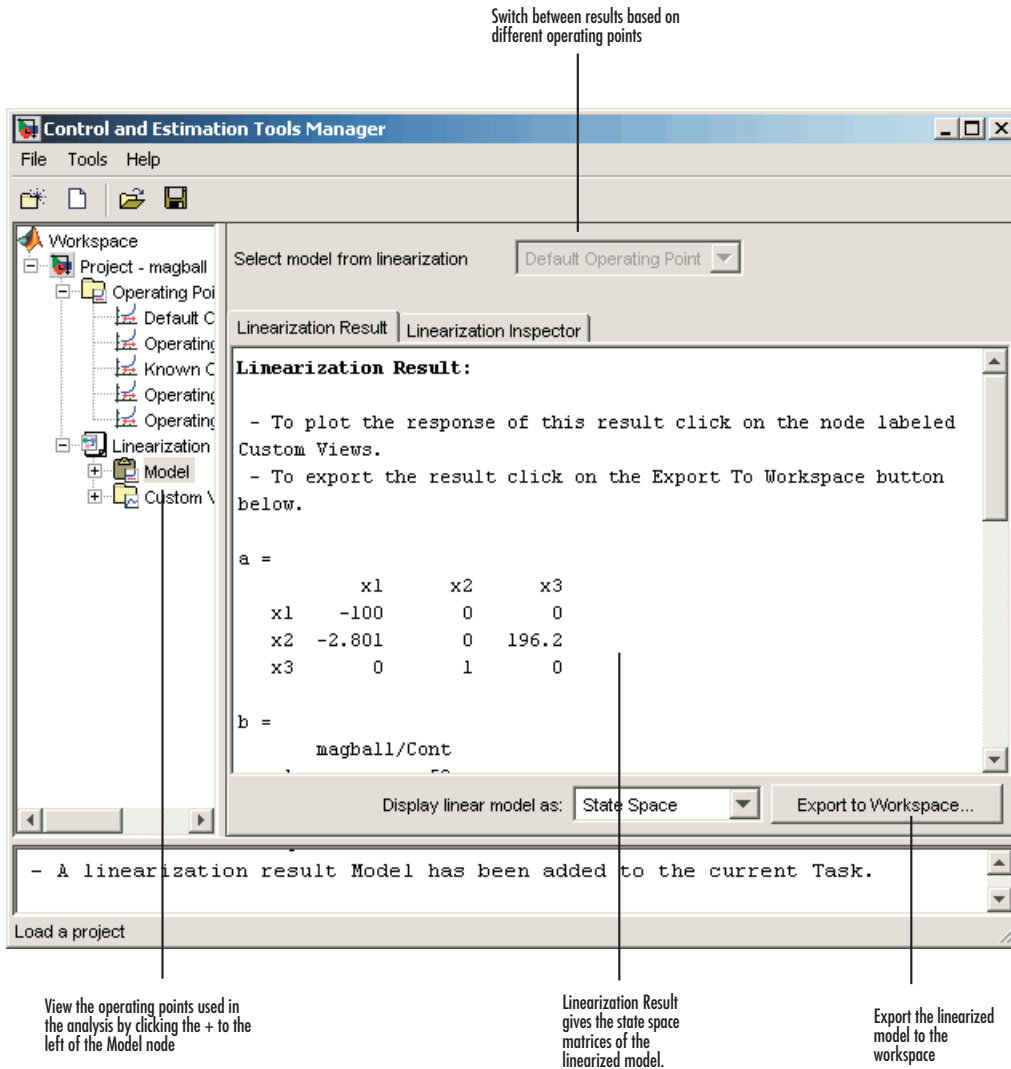 Switch between results based on
different operating points
Control and Estimation Tools Manager
File Tools Help
Workspace
Project - magball
Operating Poi
Default C
Operating
Known C
Operating
Operating
Linearization
Model
Custom V
Select model from linearization Default Operating Point
Linearization Result Linearization Inspector
Linearization Result:
- To plot the response of this result click on the node labeled
Custom Views.
- To export the result click on the Export To Workspace button
below.
a =
x1 x2 x3
x1 -100 0 0
x2 -2.801 0 196.2
x3 0 1 0
b =
magball/Cont
Display linear model as: State Space Export to Workspace...
- A linearization result Model has been added to the current Task.
Load a project
View the operating points used in
the analysis by clicking the + to the
left of the Model node
Linearization Result
gives the state space
matrices of the
linearized model.
Export the linearized
model to the
workspace